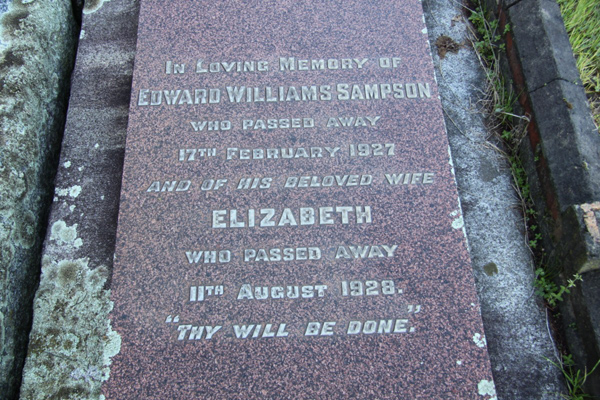 In Loving Memory of
EDWARD WILLIAMS SAMPSON
WHO PASSED AWAY
17TH FEBRUARY 1927
AND OF HIS BELOVED WIFE
ELIZABETH
WHO PASSED AWAY
11TH AUGUST 1928.
"THY WILL BE DONE."